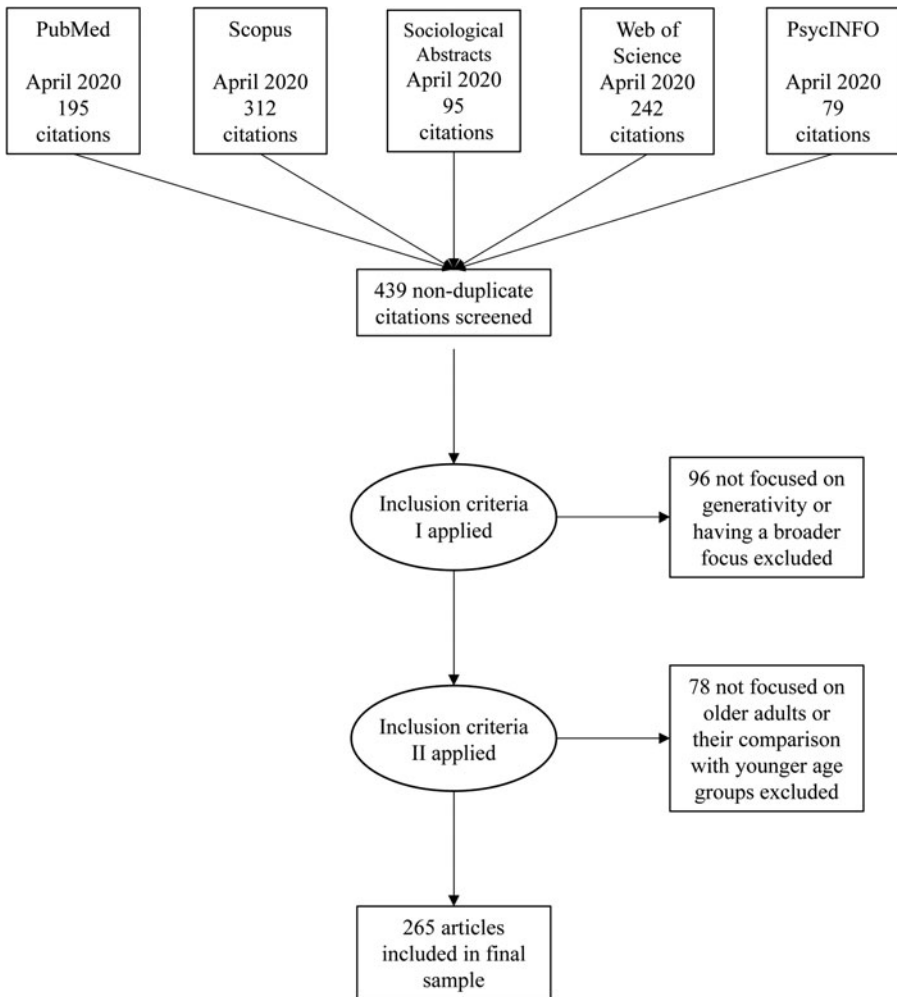 PubMed
April 2020
195
citations
Scopus
April 2020
312
citations
Sociological
Abstracts
April 2020
95
citations
Web of
Science
April 2020
242
citations
PsycINFO
April 2020
79
citations
439 non-duplicate
citations screened
Inclusion criteria
I applied
96 not focused on
generativity or
having a broader
focus excluded
Inclusion criteria
II applied
78 not focused on
older adults or
their comparison
with younger age
groups excluded
265 articles
included in final
sample